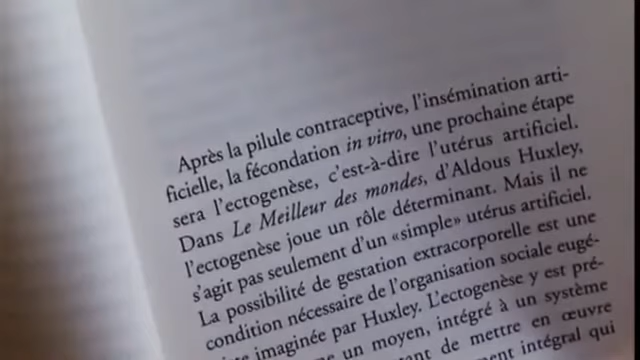 Après la pilule contraceptive, l'insémination arti-
ficielle, la fécondation in vitro, une prochaine étape
sera l'ectogenèse, c'est-à-dire l'utérus artificiel.
Dans Le Meilleur des mondes, d'Aldous Huxley,
l'ectogenèse joue un rôle déterminant. Mais il ne
s'agit pas seulement d'un «simple» utérus artificiel.
La possibilité de gestation extracorporelle est une
condition nécessaire de l'organisation sociale eugé-
imaginée par Huxley. L'ectogenèse y est pré-
un moyen, intégré à un système
de mettre en œuvre
intégral qui